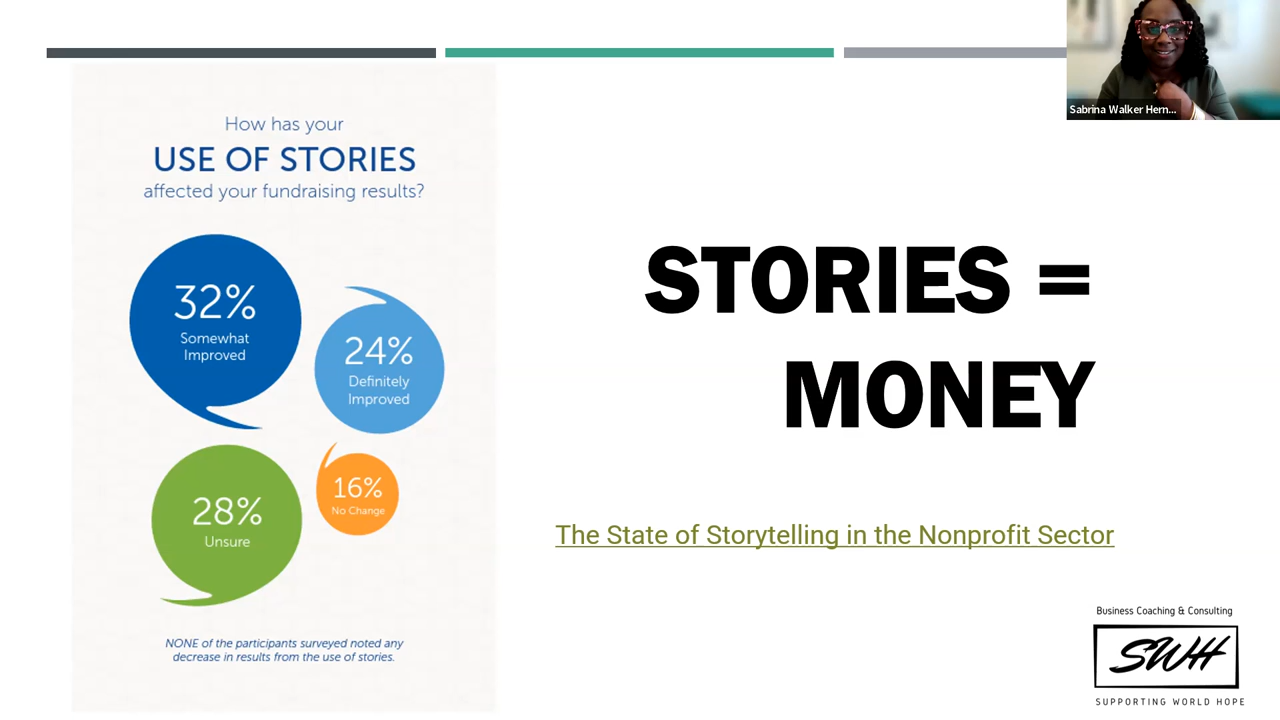 Sabrina Walker Hern...
How has your
USE OF STORIES
affected your fundraising results?
32%
Somewhat
Improved
24%
Definitely
Improved
28%
Unsure
16%
No Change
NONE of the participants surveyed noted any
decrease in results from the use of stories.
STORIES =
MONEY
The State of Storytelling in the Nonprofit Sector
Business Coaching & Consulting
SWH
SUPPORTING WORLD HOPE